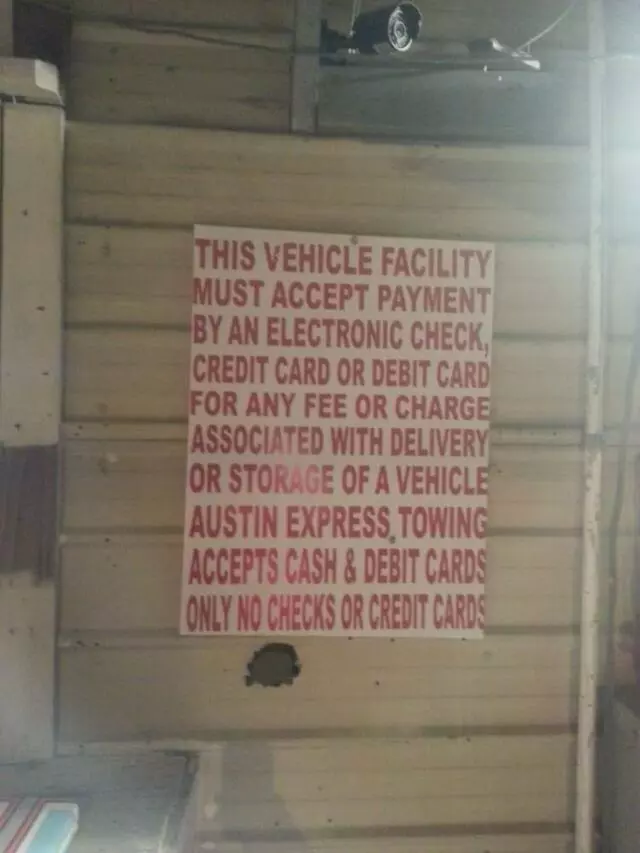 THIS VEHICLE FACILITY
MUST ACCEPT PAYMENT
BY AN ELECTRONIC CHECK,
CREDIT CARD OR DEBIT CARD
FOR ANY FEE OR CHARGE
ASSOCIATED WITH DELIVERY
OR STORAGE OF A VEHICLE
AUSTIN EXPRESS TOWING
ACCEPTS CASH & DEBIT CARDS
ONLY NO CHECKS OR CREDIT CARDS